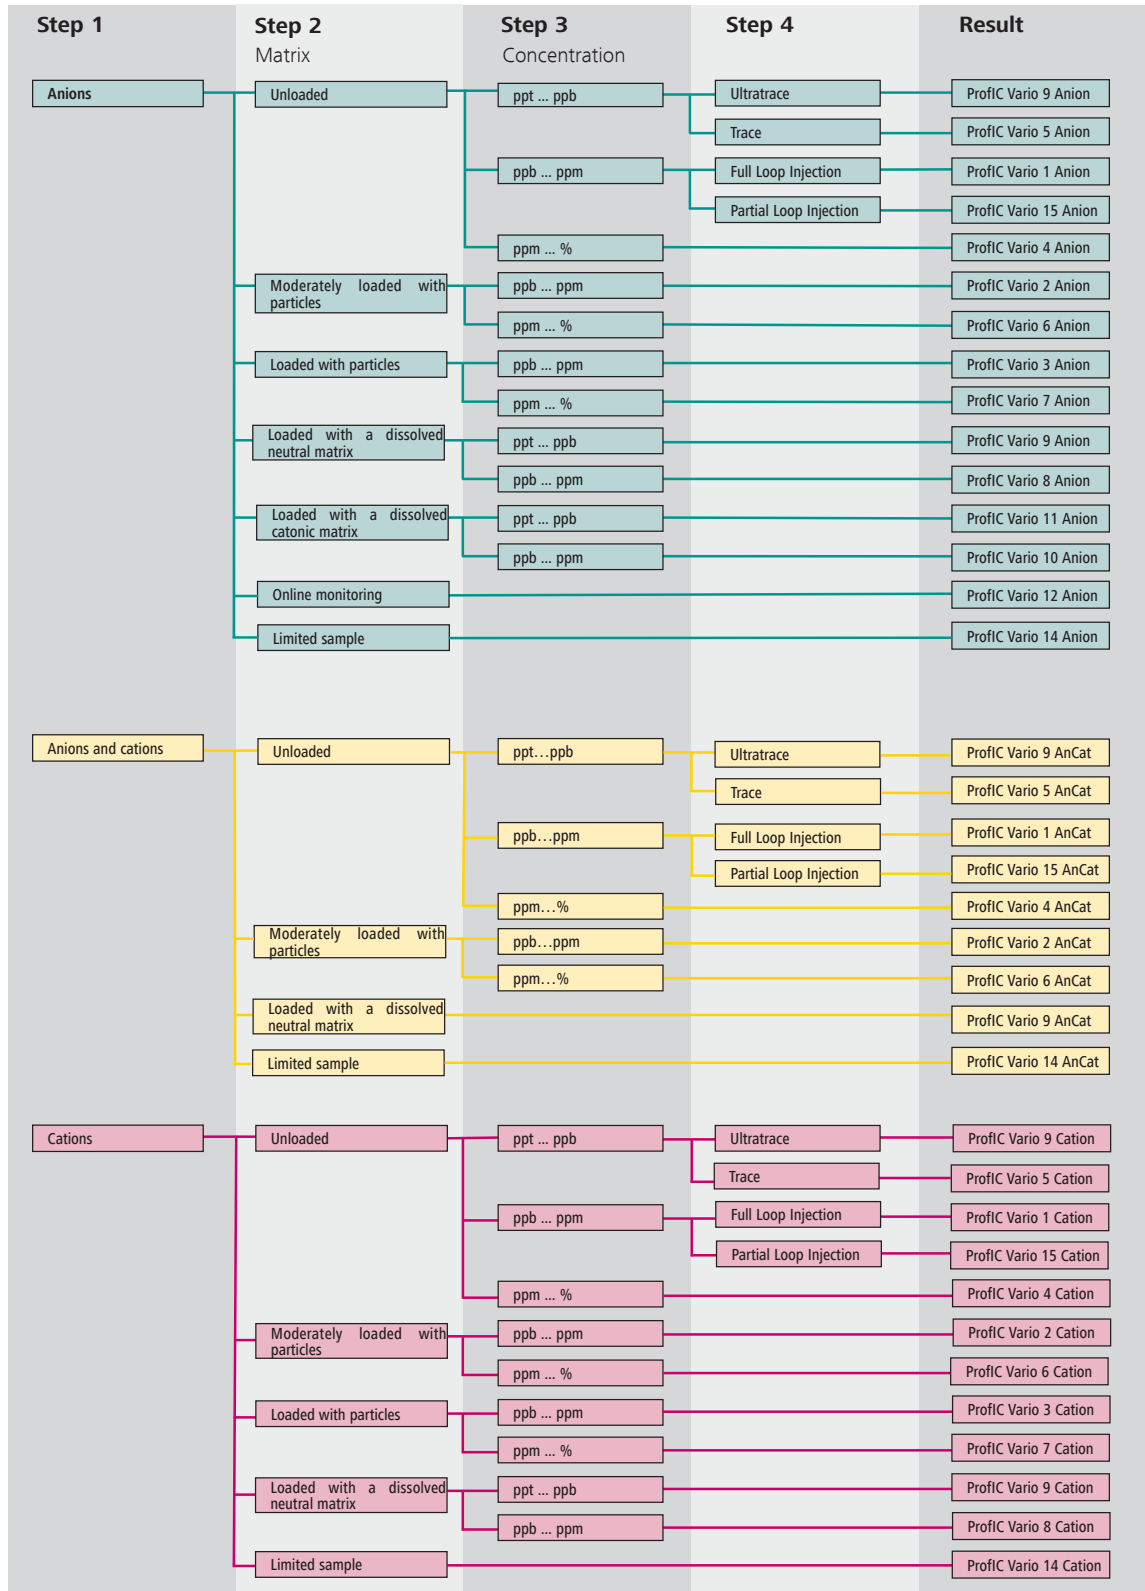 Step 1 Step 2 Step 3 Step 4 Result
Matrix Concentration
Anions Unloaded ppt ... ppb Ultratrace ProfIC Vario 9 Anion
Trace ProfIC Vario 5 Anion
ppb ... ppm Full Loop Injection ProfIC Vario 1 Anion
Partial Loop Injection ProfIC Vario 15 Anion
ppm ... % ProfIC Vario 4 Anion
Moderately loaded with
particles
ppb ... ppm ProfIC Vario 2 Anion
ppm ... % ProfIC Vario 6 Anion
Loaded with particles ppb ... ppm ProfIC Vario 3 Anion
ppm ... % ProfIC Vario 7 Anion
Loaded with a dissolved
neutral matrix
ppt ... ppb ProfIC Vario 9 Anion
ppb ... ppm ProfIC Vario 8 Anion
Loaded with a dissolved
catonic matrix
ppt ... ppb ProfIC Vario 11 Anion
ppb ... ppm ProfIC Vario 10 Anion
Online monitoring ProfIC Vario 12 Anion
Limited sample ProfIC Vario 14 Anion
Anions and cations Unloaded ppt...ppb Ultratrace ProfIC Vario 9 AnCat
Trace ProfIC Vario 5 AnCat
ppb...ppm Full Loop Injection ProfIC Vario 1 AnCat
Partial Loop Injection ProfIC Vario 15 AnCat
ppm...% ProfIC Vario 4 AnCat
Moderately loaded with
particles
ppb...ppm ProfIC Vario 2 AnCat
ppm...% ProfIC Vario 6 AnCat
Loaded with a dissolved
neutral matrix
ProfIC Vario 9 AnCat
Limited sample ProfIC Vario 14 AnCat
Cations Unloaded ppt ... ppb Ultratrace ProfIC Vario 9 Cation
Trace ProfIC Vario 5 Cation
ppb ... ppm Full Loop Injection ProfIC Vario 1 Cation
Partial Loop Injection ProfIC Vario 15 Cation
ppm ... % ProfIC Vario 4 Cation
Moderately loaded with
particles
ppb ... ppm ProfIC Vario 2 Cation
ppm ... % ProfIC Vario 6 Cation
Loaded with particles ppb ... ppm ProfIC Vario 3 Cation
ppm ... % ProfIC Vario 7 Cation
Loaded with a dissolved
neutral matrix
ppt ... ppb ProfIC Vario 9 Cation
ppb ... ppm ProfIC Vario 8 Cation
Limited sample ProfIC Vario 14 Cation